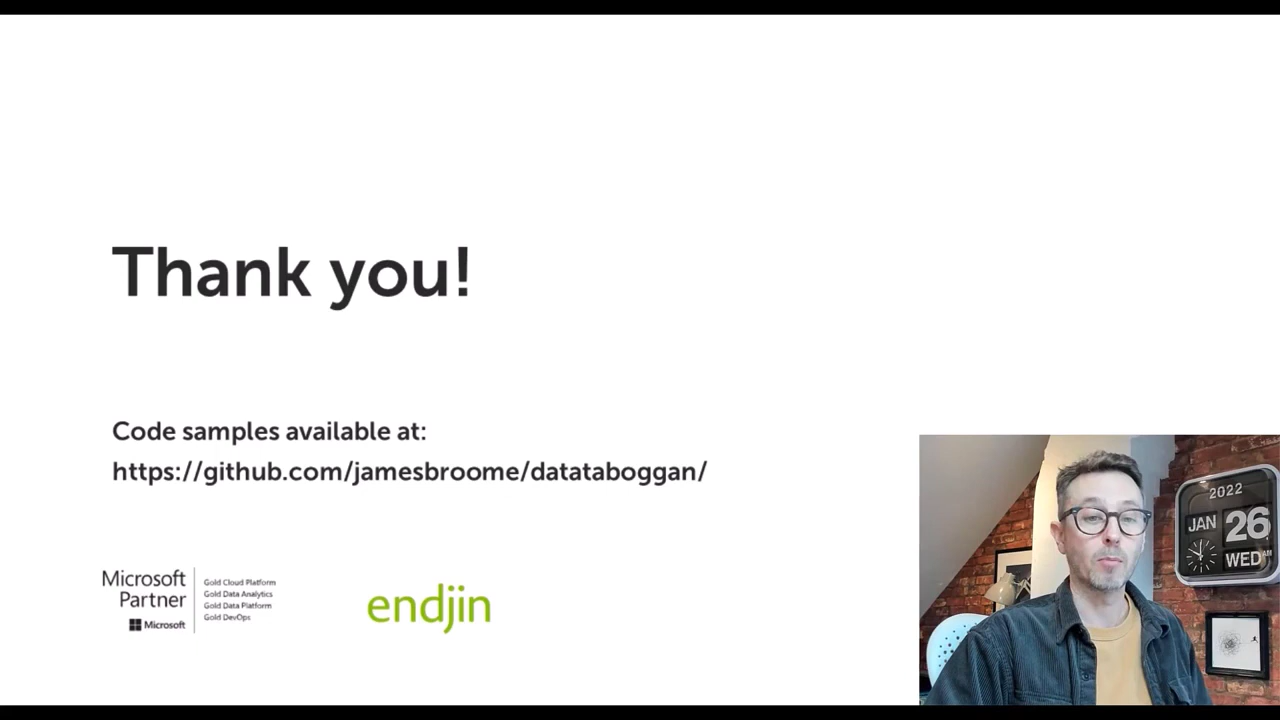 Thank you!
Code samples available at:
https://github.com/jamesbroome/datataboggan/
Microsoft
Partner
Microsoft
Gold Cloud Platform
Gold Data Analytics
Gold Data Platform
Gold DevOps
endjin
2022
JAN 26
WED AM